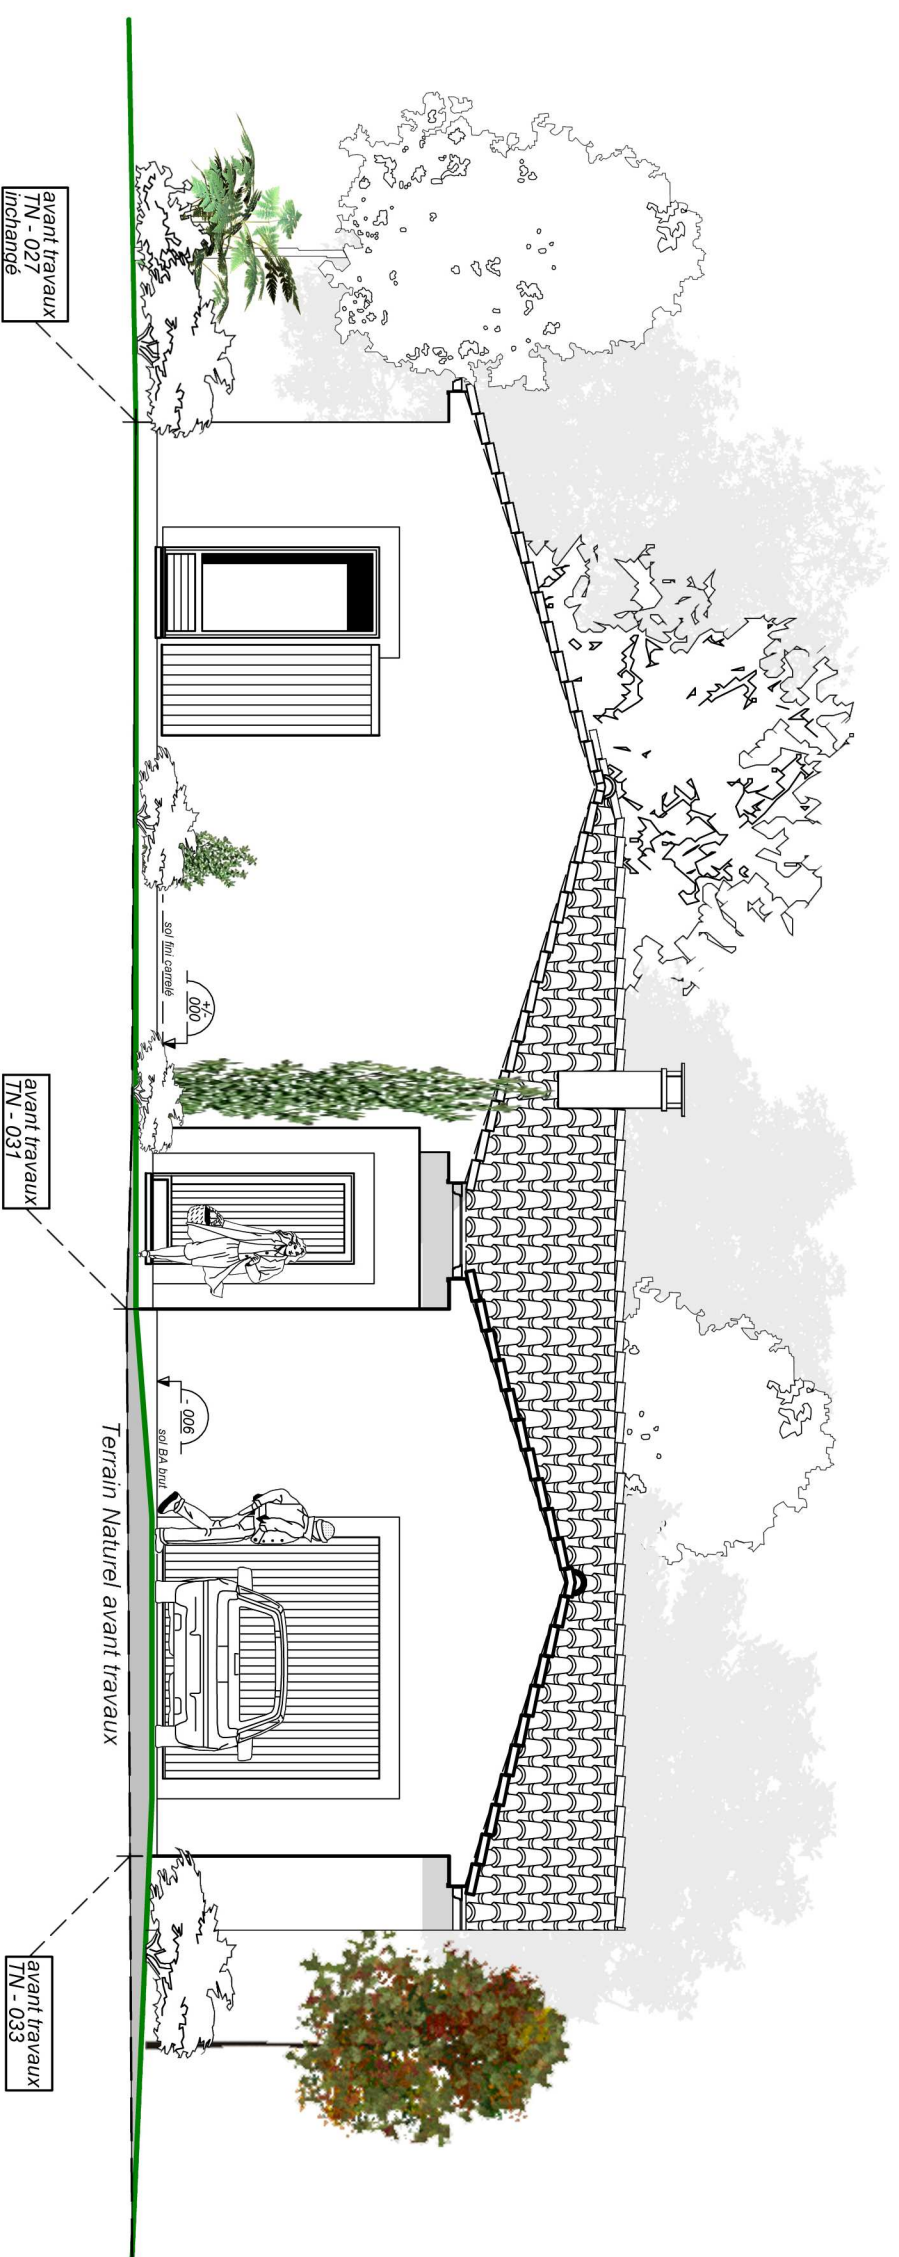 avant travaux
TN - 027
inchangé
sol fini carrelé
+/-
000
avant travaux
TN - 031
- 006
sol BA brut
Terrain Naturel avant travaux
avant travaux
TN - 033